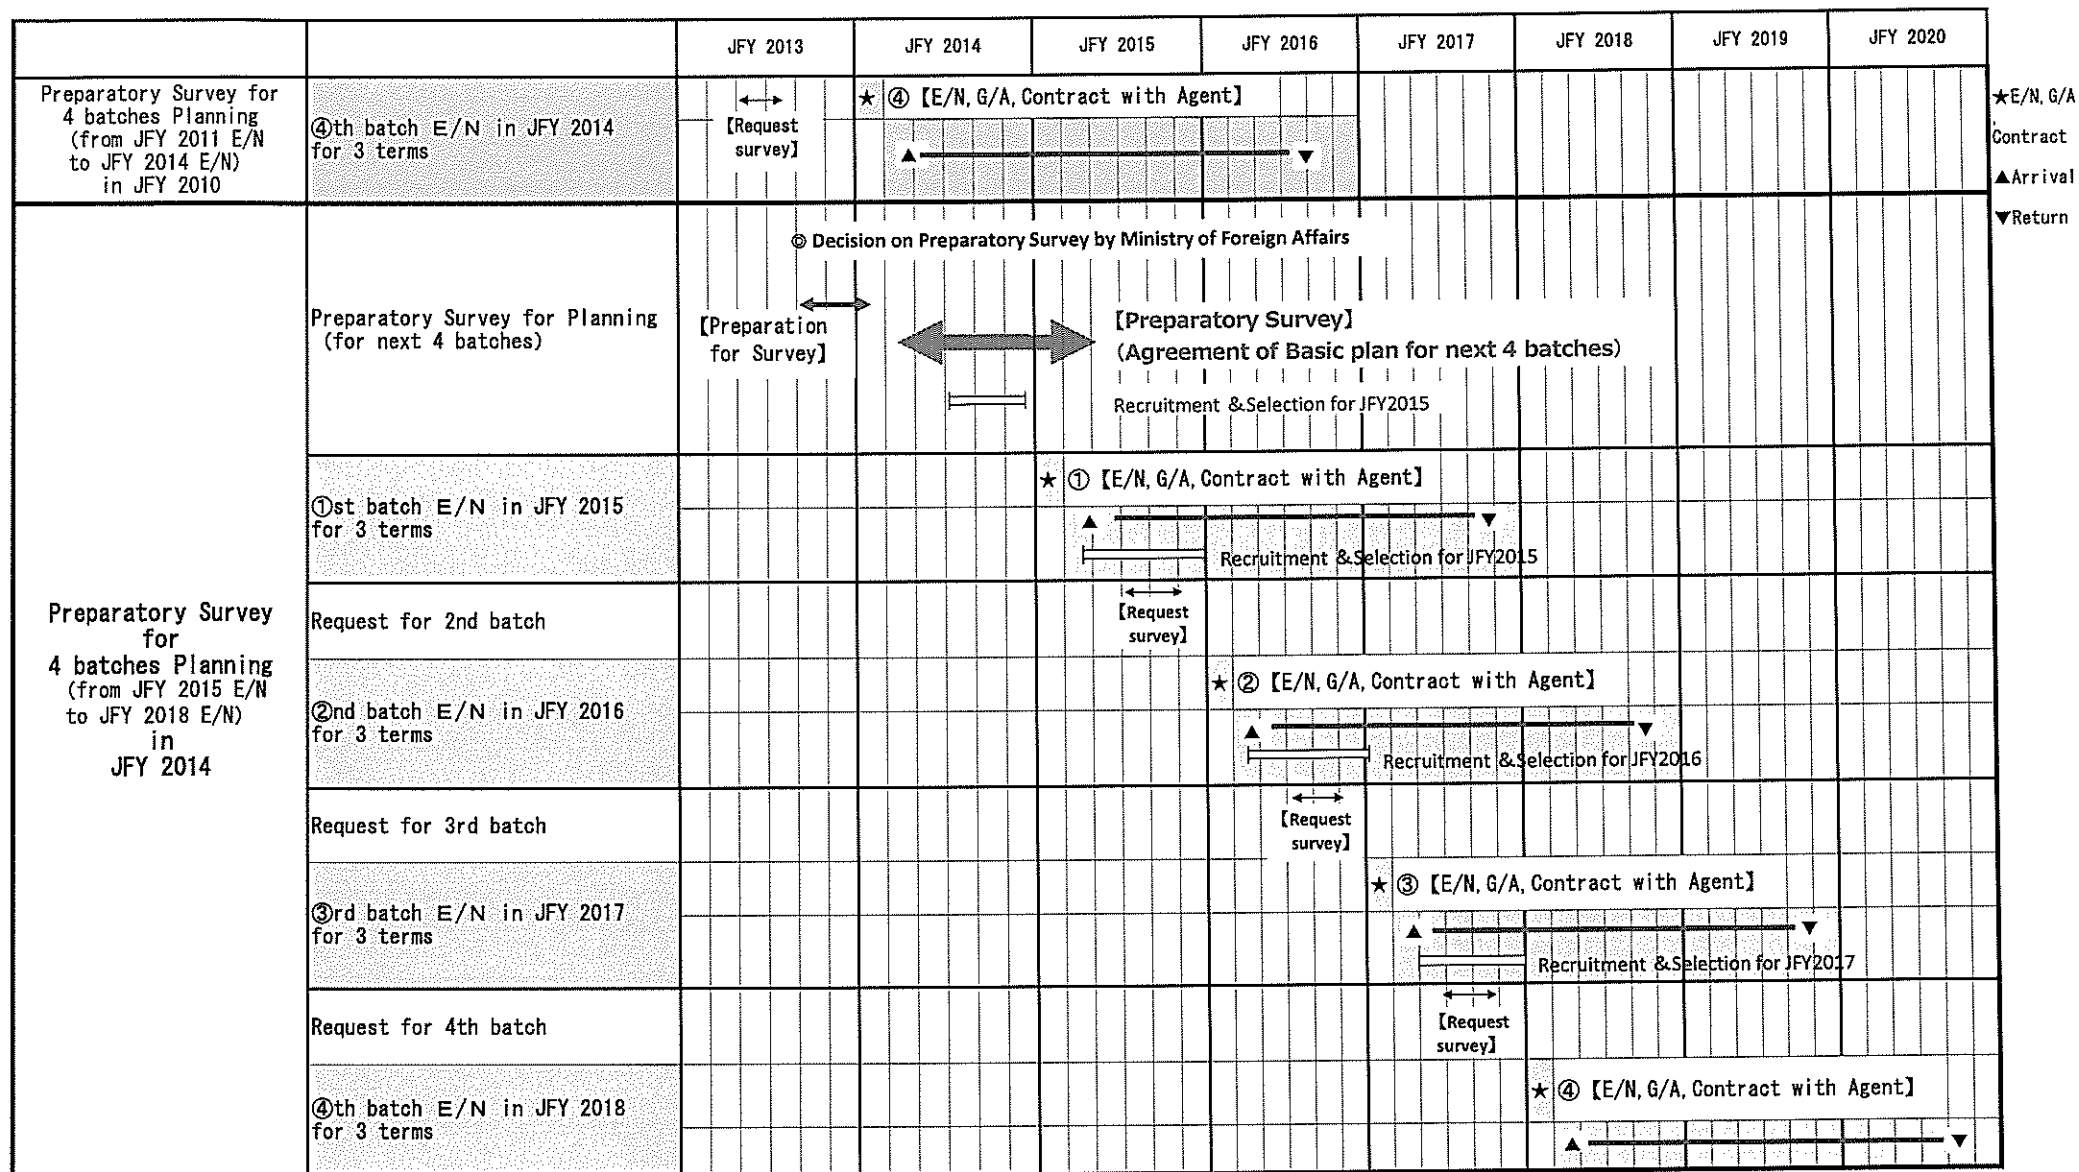 JFY 2013
JFY 2014
JFY 2015
JFY 2016
JFY 2017
JFY 2018
JFY 2019
JFY 2020
Preparatory Survey for
4 batches Planning
(from JFY 2011 E/N
to JFY 2014 E/N)
in JFY 2010
④th batch E/N in JFY 2014
for 3 terms
【Request
survey】
★ ④ 【E/N, G/A, Contract with Agent】
▲ ▼
★E/N, G/A
Contract
▲Arrival
▼Return
Preparatory Survey
for
4 batches Planning
(from JFY 2015 E/N
to JFY 2018 E/N)
in
JFY 2014
◎ Decision on Preparatory Survey by Ministry of Foreign Affairs
Preparatory Survey for Planning
(for next 4 batches)
【Preparation
for Survey】
【Preparatory Survey】
(Agreement of Basic plan for next 4 batches)
Recruitment &Selection for JFY2015
①st batch E/N in JFY 2015
for 3 terms
★ ① 【E/N, G/A, Contract with Agent】
▲ ▼
Recruitment &Selection for JFY2015
Request for 2nd batch
【Request
survey】
②nd batch E/N in JFY 2016
for 3 terms
★ ② 【E/N, G/A, Contract with Agent】
▲ ▼
Recruitment &Selection for JFY2016
Request for 3rd batch
【Request
survey】
③rd batch E/N in JFY 2017
for 3 terms
★ ③ 【E/N, G/A, Contract with Agent】
▲ ▼
Recruitment &Selection for JFY2017
Request for 4th batch
【Request
survey】
④th batch E/N in JFY 2018
for 3 terms
★ ④ 【E/N, G/A, Contract with Agent】
▲ ▼